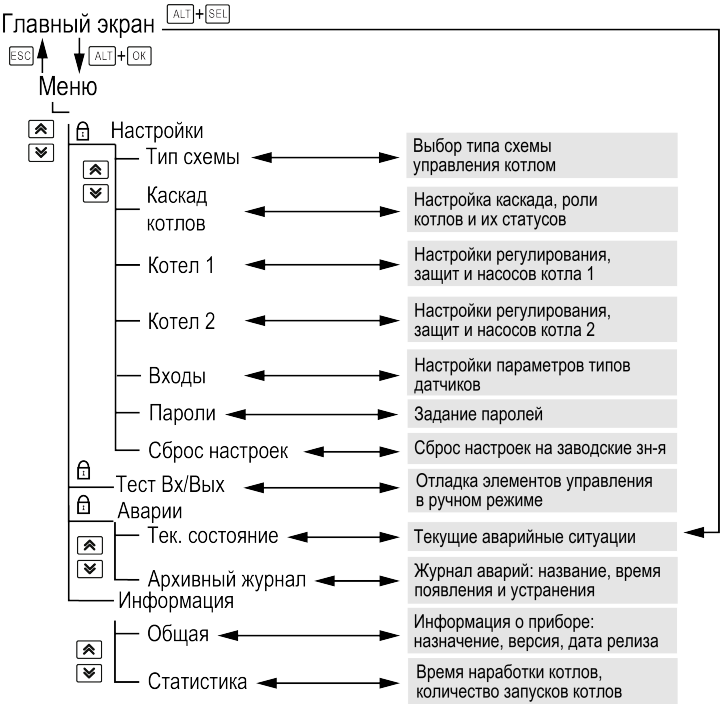 Главный экран ALT+SEL
ESC ALT+OK
Меню
Настройки
Тип схемы
Выбор типа схемы
управления котлом
Каскад
котлов
Настройка каскада, роли
котлов и их статусов
Котел 1
Настройки регулирования,
защит и насосов котла 1
Котел 2
Настройки регулирования,
защит и насосов котла 2
Входы
Настройки параметров типов
датчиков
Пароли
Задание паролей
Сброс настроек
Сброс настроек на заводские зн-я
Тест Вх/Вых
Отладка элементов управления
в ручном режиме
Аварии
Тек. состояние
Текущие аварийные ситуации
Архивный журнал
Журнал аварий: название, время
появления и устранения
Информация
Общая
Информация о приборе:
назначение, версия, дата релиза
Статистика
Время наработки котлов,
количество запусков котлов